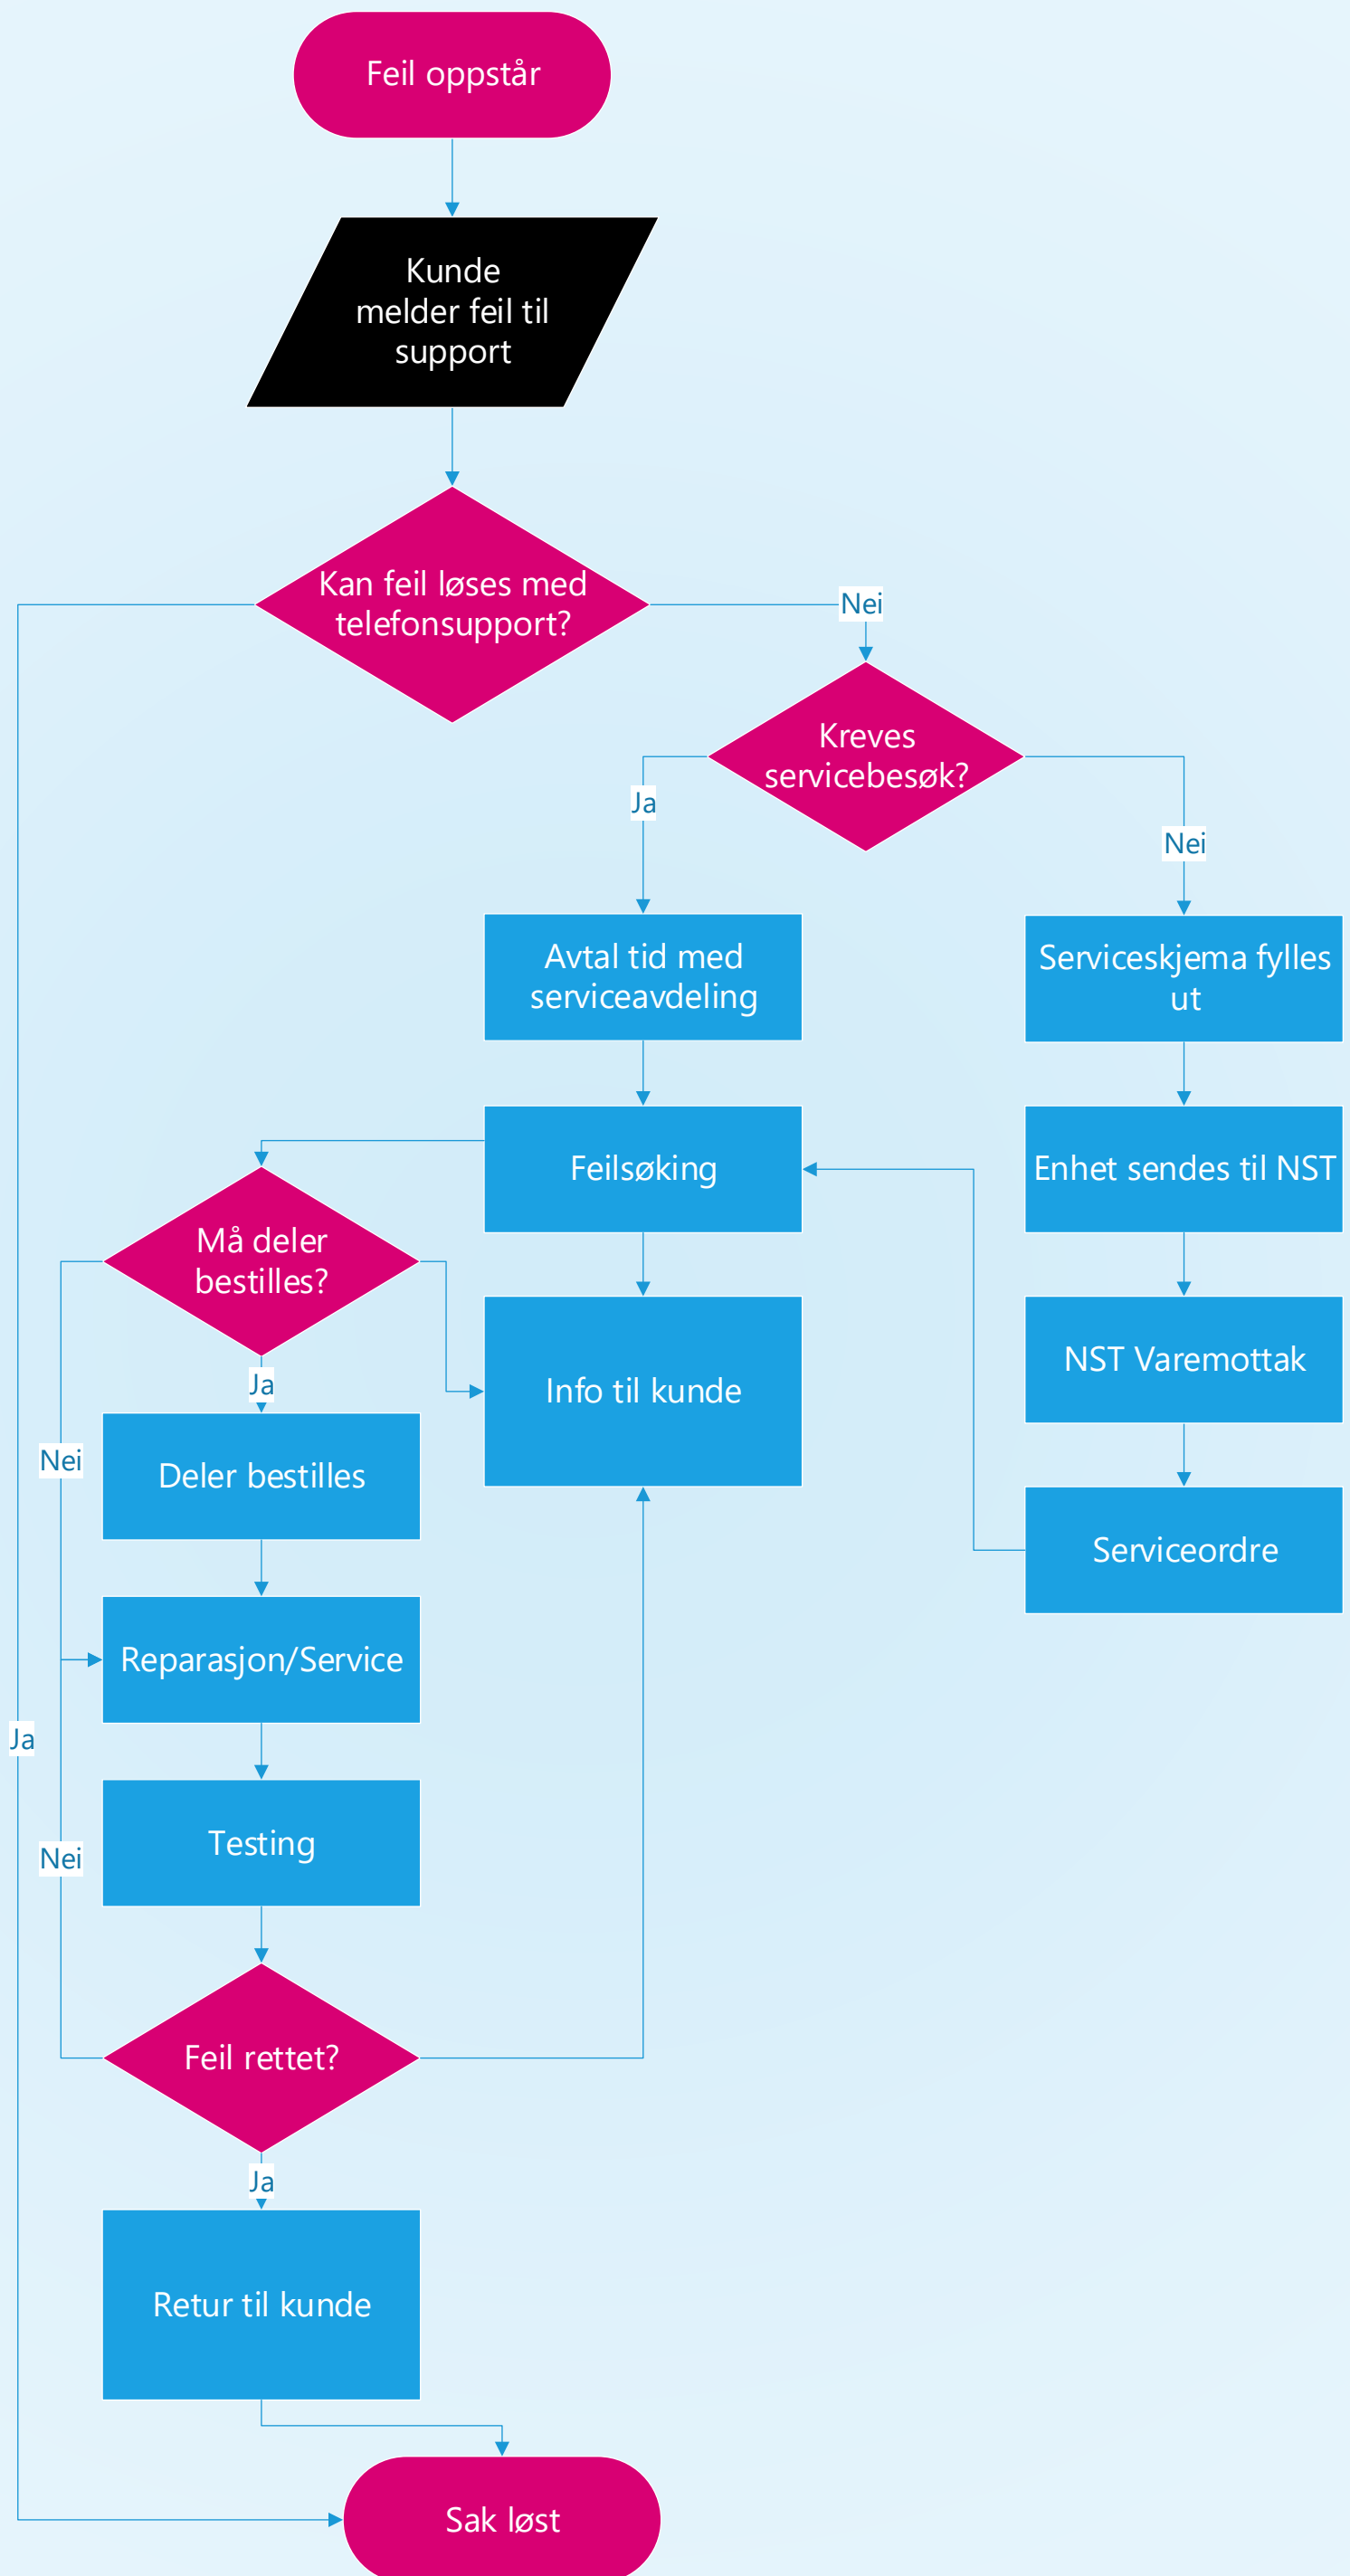 Feil oppstår
Kunde
melder feil til
support
Kan feil løses med
telefonsupport?
Nei
Kreves
servicebesøk?
Ja
Nei
Avtal tid med
serviceavdeling
Serviceskjema fylles
ut
Feilsøking
Enhet sendes til NST
Må deler
bestilles?
Info til kunde
NST Varemottak
Ja
Nei
Deler bestilles
Serviceordre
Reparasjon/Service
Ja
Testing
Nei
Feil rettet?
Ja
Retur til kunde
Sak løst